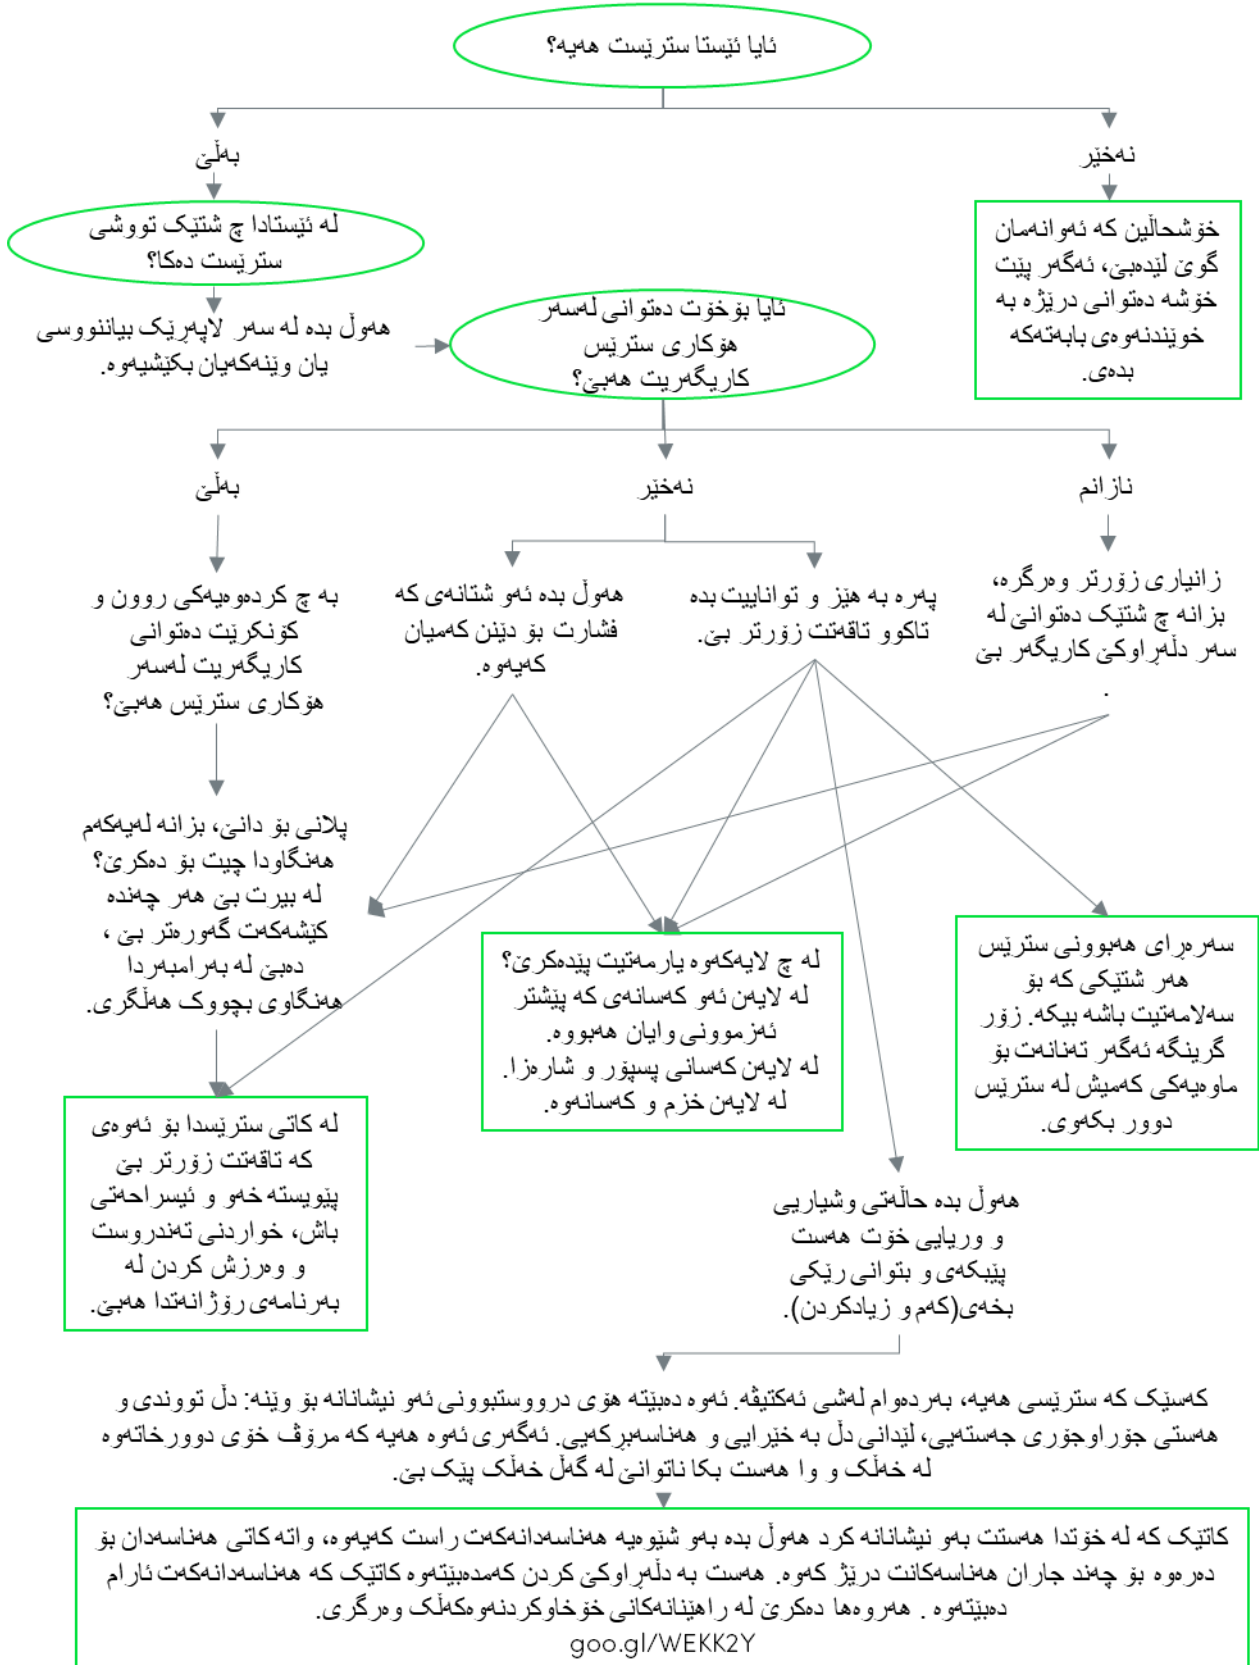 ئایا ئێستا سترێست هەیە؟
بەڵێ
نەخێر
لە ئێستادا چ شتێک تووشی
سترێست دەکا؟
خۆشحاڵین کە ئەوانەمان
گوێ لێدەبێ، ئەگەر پێت
خۆشە دەتوانی درێژە بە
خوێندنەوەی بابەتەکە
بدەی.
هەوڵ بدە لە سەر لاپەڕێک بیاننووسی
یان وێنەکەیان بکێشیەوە.
ئایا بۆخۆت دەتوانی لەسەر
هۆکاری سترێس
کاریگەریت هەبێ؟
بەڵێ
نەخێر
نازانم
بە چ کردەوەیەکی روون و
کۆنکرێت دەتوانی
کاریگەریت لەسەر
هۆکاری سترێس هەبێ؟
هەوڵ بدە ئەو شتانەی کە
فشارت بۆ دێنن کەمیان
کەیەوە.
پەرە بە هێز و تواناییت بدە
تاکوو تاقەتت زۆرتر بێ.
زانیاری زۆرتر وەرگرە،
بزانە چ شتێک دەتوانێ لە
سەر دڵەڕاوکێ کاریگەر بێ
.
پلانی بۆ دانێ، بزانە لەیەکەم
هەنگاودا چیت بۆ دەکرێ؟
لە بیرت بێ هەر چەندە
کێشەکەت گەورەتر بێ ،
دەبێ لە بەرامبەردا
هەنگاوی بچووک هەڵگری.
لە چ لایەکەوە یارمەتیت پێدەکرێ؟
لە لایەن ئەو کەسانەی کە پێشتر
ئەزموونی وایان هەبووە.
لە لایەن کەسانی پسپۆر و شارەزا.
لە لایەن خزم و کەسانەوە.
سەرەڕای هەبوونی سترێس
هەر شتێکی کە بۆ
سەلامەتیت باشە بیکە. زۆر
گرینگە ئەگەر تەنانەت بۆ
ماوەیەکی کەمیش لە سترێس
دوور بکەوی.
لە کاتی سترێسدا بۆ ئەوەی
کە تاقەتت زۆرتر بێ
پێویستە خەو و ئیسراحەتی
باش، خواردنی تەندروست
و وەرزش کردن لە
بەرنامەی رۆژانەتدا هەبێ.
هەوڵ بدە حاڵەتی وشیاریی
و وریایی خۆت هەست
پێبکەی و بتوانی رێکی
بخەی(کەم و زیادکردن).
کەسێک کە سترێسی هەیە، بەردەوام لەشی ئەکتیڤە. ئەوە دەبێتە هۆی درووستبوونی ئەو نیشانانە بۆ وێنە: دڵ تووندی و
هەستی جۆراوجۆری جەستەیی، لێدانی دڵ بە خێرایی و هەناسەبڕکەیی. ئەگەری ئەوە هەیە کە مرۆڤ خۆی دوورخاتەوە
لە خەڵک و وا هەست بکا ناتوانێ لە گەڵ خەڵک پێک بێ.
کاتێک کە لە خۆتدا هەستت بەو نیشانانە کرد هەوڵ بدە بەو شێوەیە هەناسەدانەکەت راست کەیەوە، واتە کاتی هەناسەدان بۆ
دەرەوە بۆ چەند جاران هەناسەکانت درێژ کەوە. هەست بە دڵەڕاوکێ کردن کەمدەبێتەوە کاتێک کە هەناسەدانەکەت ئارام
دەبێتەوە . هەروەها دەکرێ لە راهێنانەکانی خۆخاوکردنەوەکەڵک وەرگری.
goo.gl/WEKK2Y